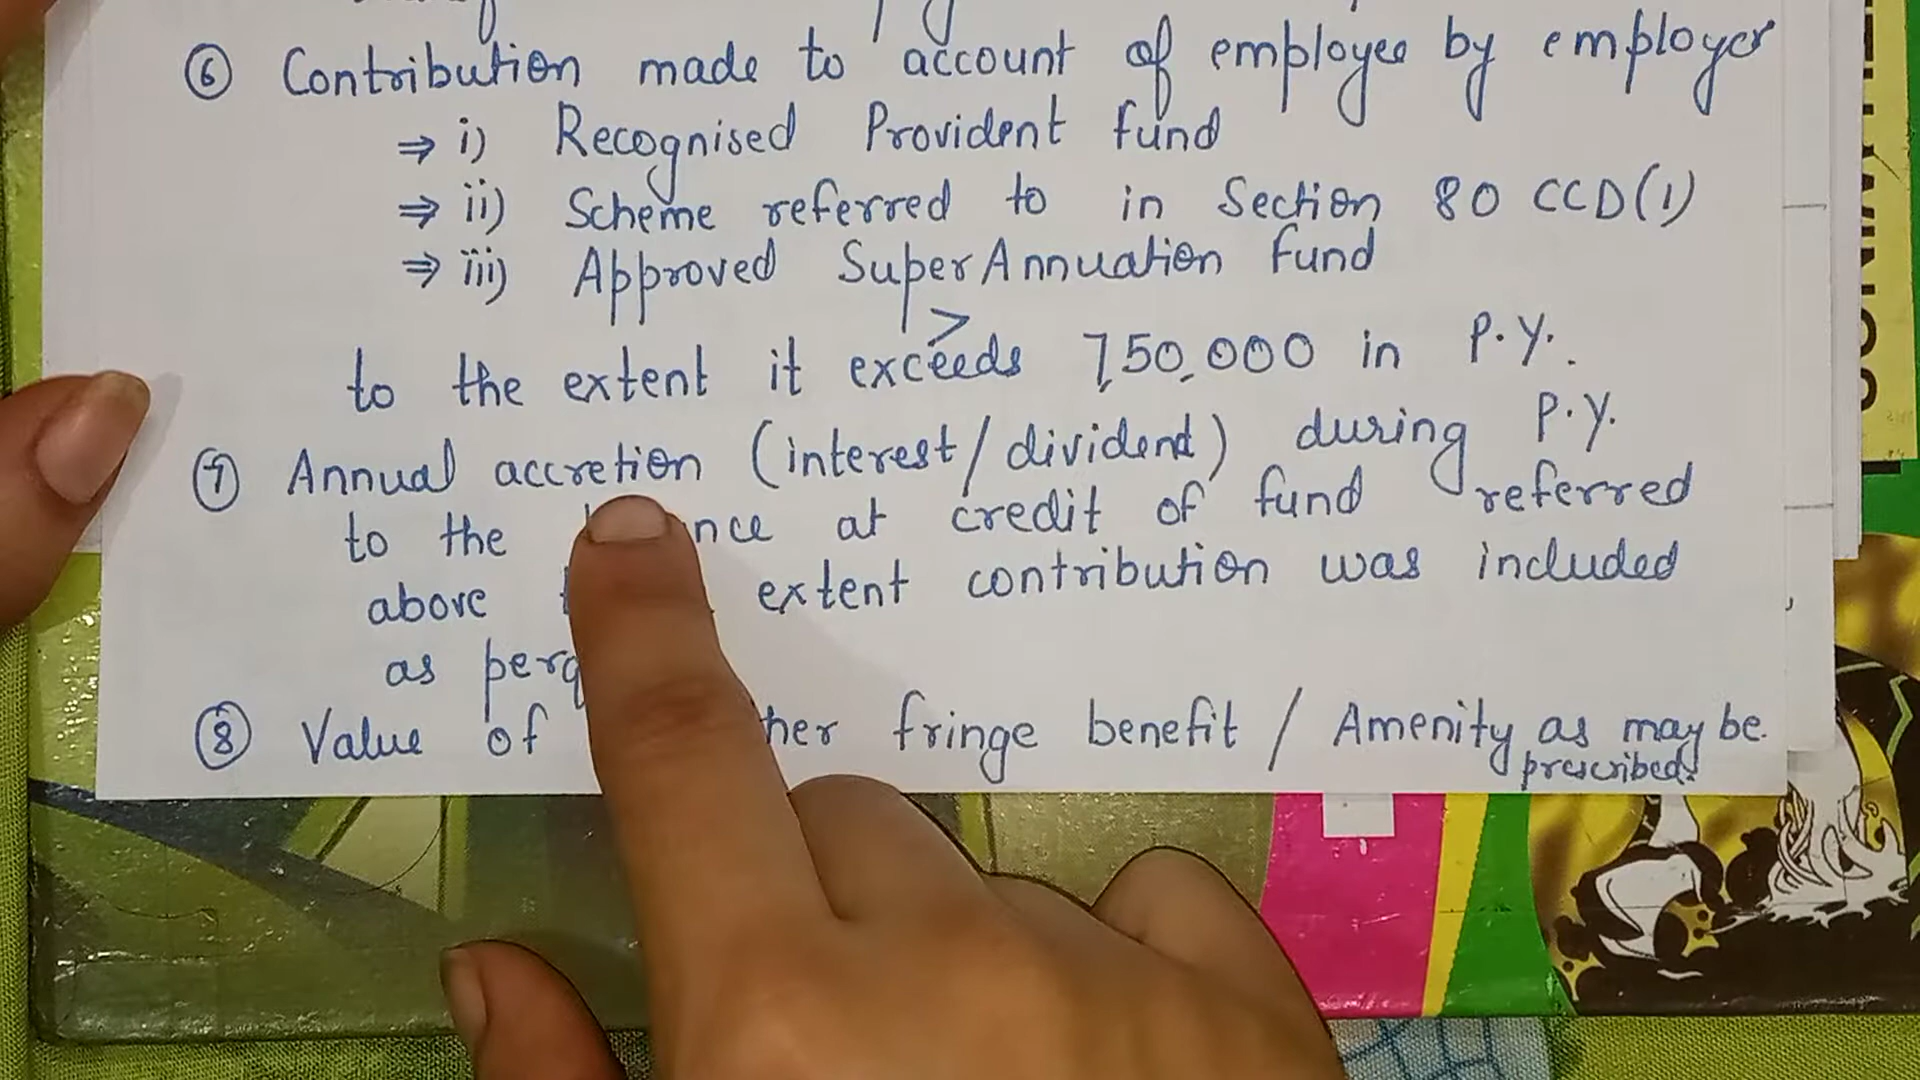 ⑥ Contribution made to account of employee by employer
⇒ i) Recognised Provident fund
⇒ ii) Scheme referred to in Section 80 CCD(1)
⇒ iii) Approved SuperAnnuation fund
>
to the extent it exceeds 7,50,000 in P.Y.
⑦ Annual accretion (interest/dividend) during P.Y.
to the at credit of fund referred
above extent contribution was included
as
⑧ Value of fringe benefit / Amenity as may be
prescribed.